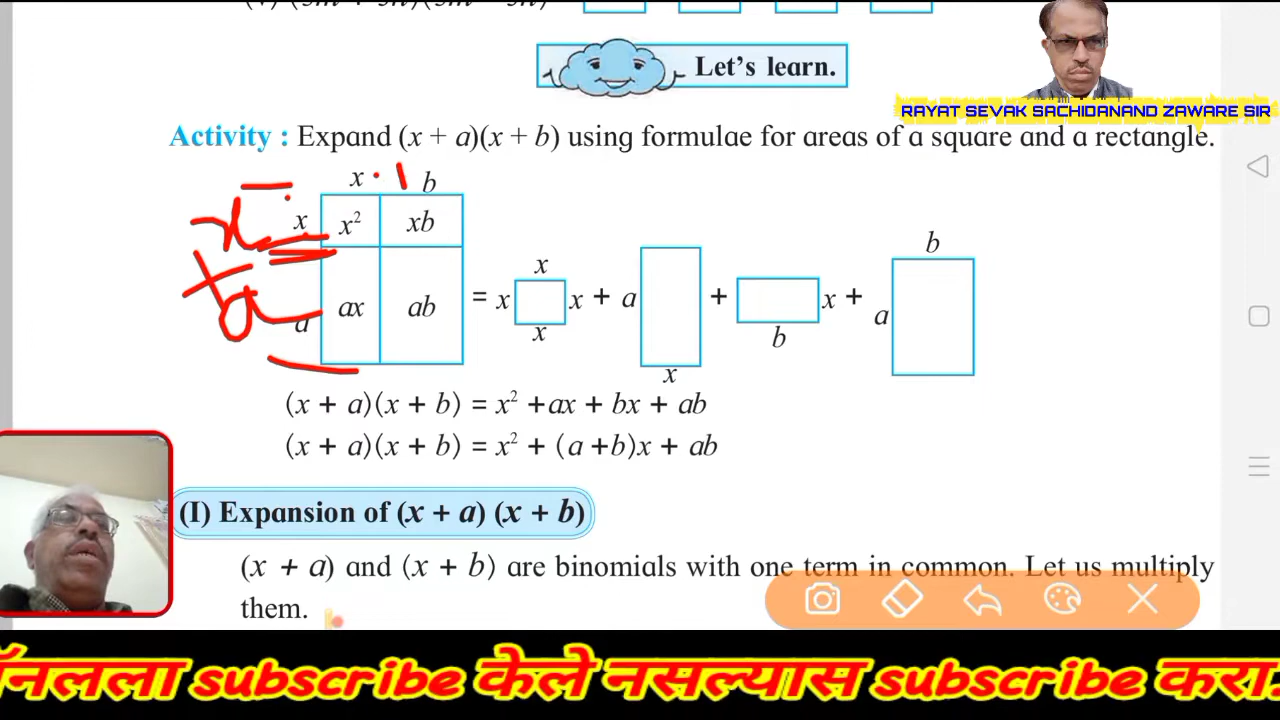 Let's learn.
RAYAT SEVAK SACHIDANAND ZAWARE SIR
Activity : Expand (x + a)(x + b) using formulae for areas of a square and a rectangle.
x b
x x² xb
x
+ a
a ax ab
= x x x x + a x + b x + a b
(x + a)(x + b) = x² +ax + bx + ab
(x + a)(x + b) = x² + (a +b)x + ab
(I) Expansion of (x + a) (x + b)
(x + a) and (x + b) are binomials with one term in common. Let us multiply
them.
subscribe केले नसल्यास subscribe करा.